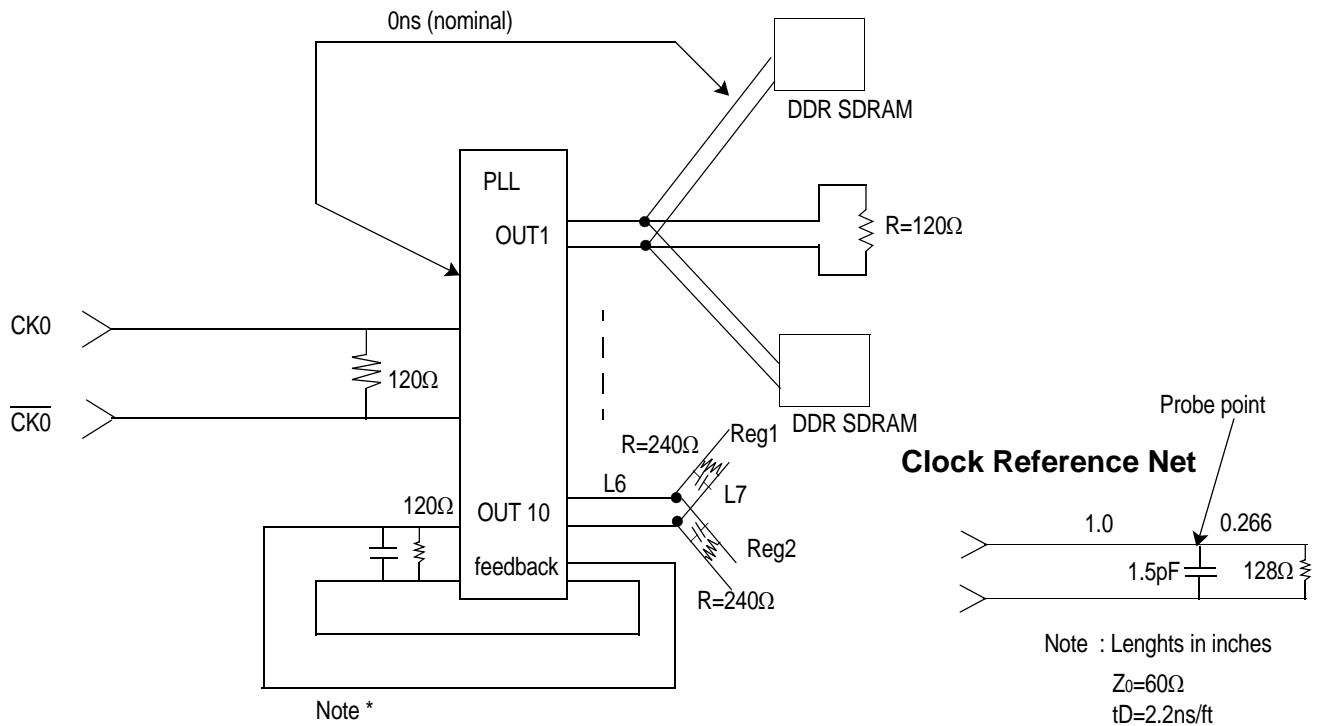 0ns (nominal)
DDR SDRAM
PLL
OUT1
R=120Ω
CK0
120Ω
CK0
DDR SDRAM
Probe point
R=240Ω
Reg1
Clock Reference Net
L6
L7
120Ω
OUT 10
Reg2
feedback
R=240Ω
1.0
0.266
1.5pF
128Ω
Note : Lenghts in inches
Z0=60Ω
tD=2.2ns/ft
Note *